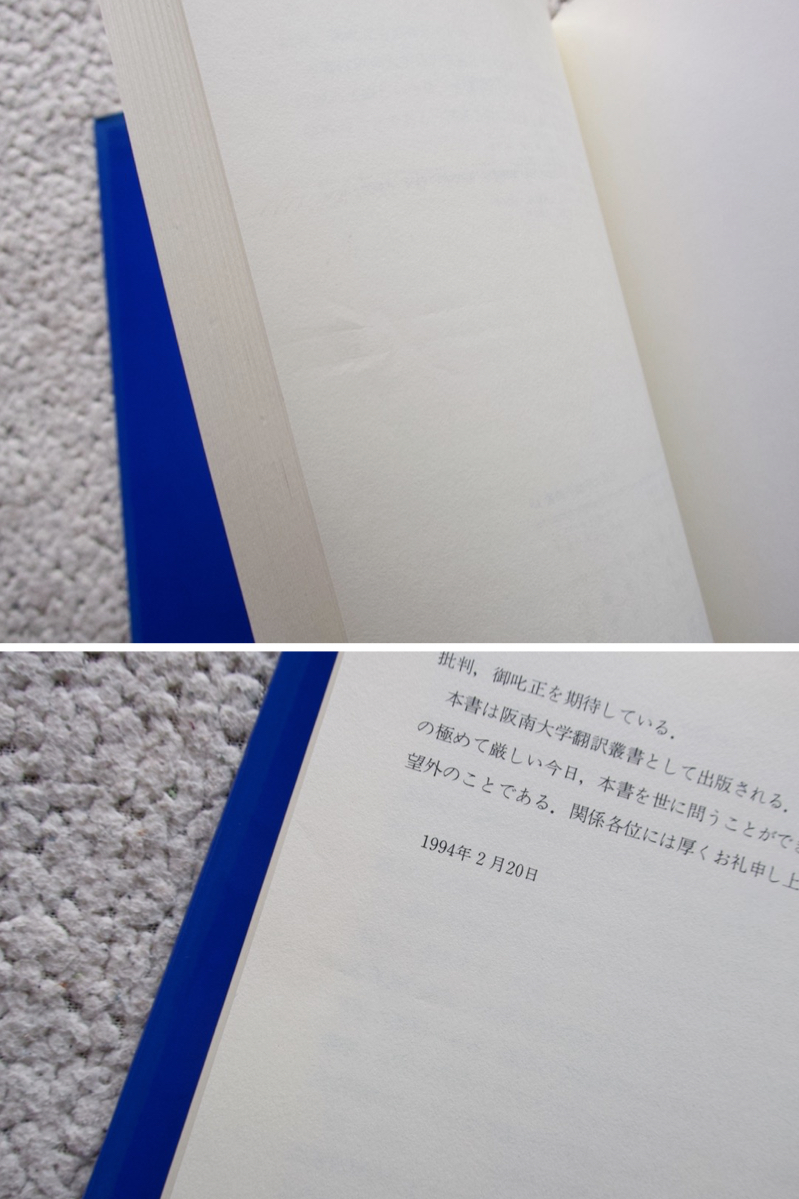 批判，御叱正を期待している．
本書は阪南大学翻訳叢書として出版される．
の極めて厳しい今日，本書を世に問うことができ
望外のことである．関係各位には厚くお礼申し上
1994年2月20日